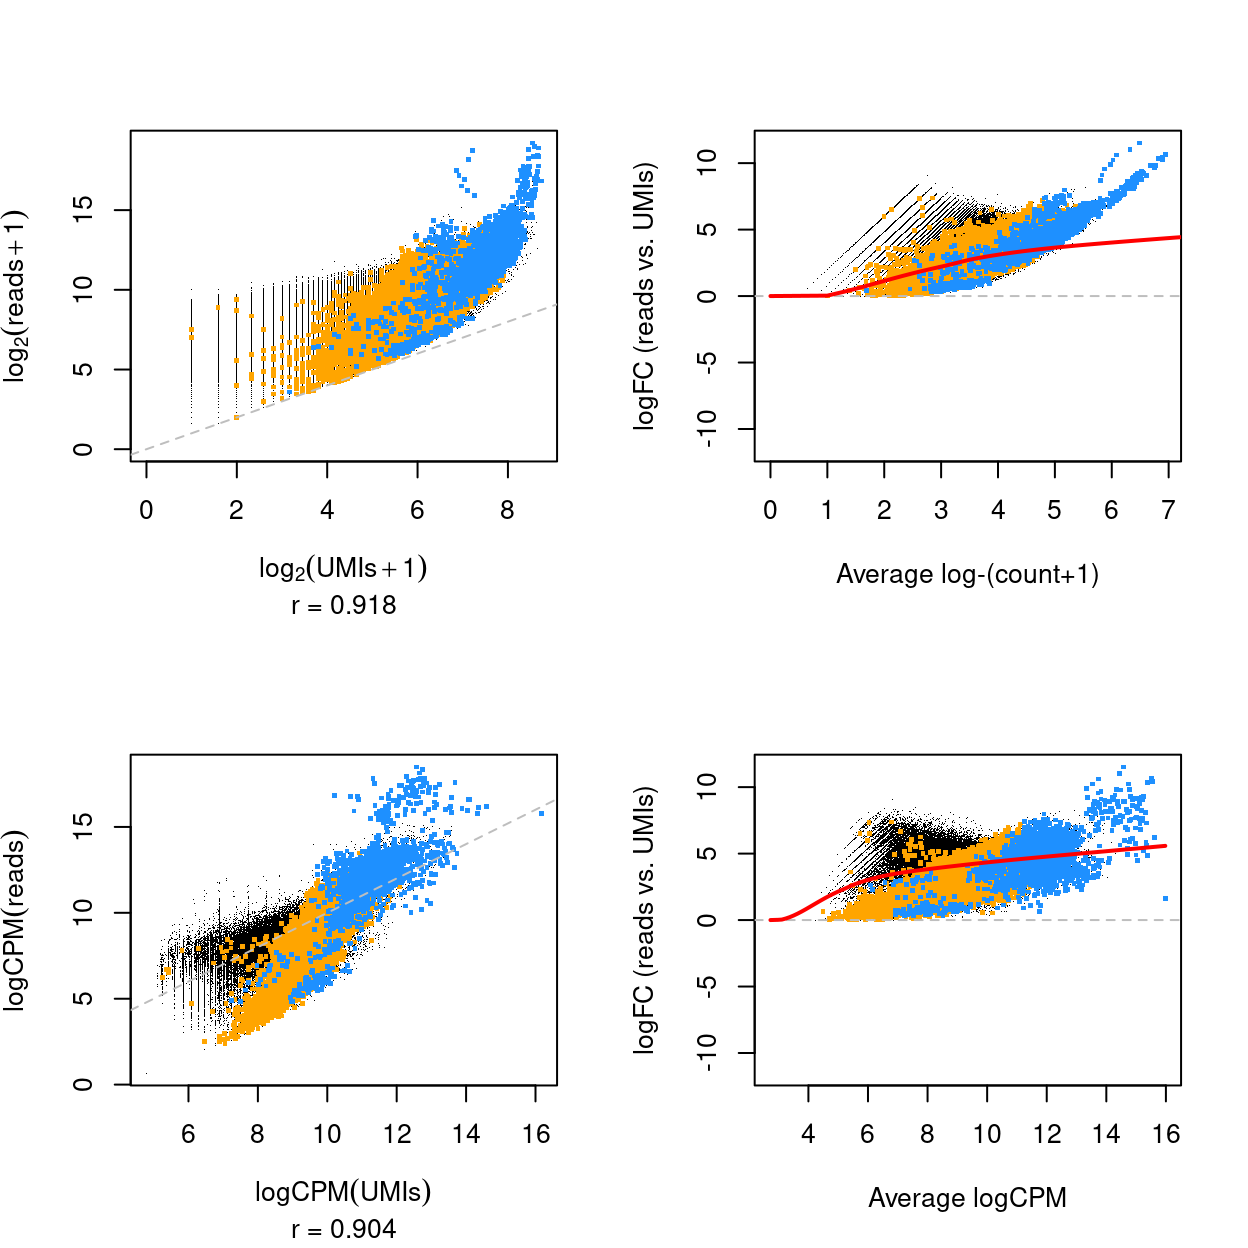 log₂(reads+1)
15
10
5
0
0 2 4 6 8
log₂(UMIs+1)
r = 0.918
logFC (reads vs. UMIs)
10
5
0
-5
-10
0 1 2 3 4 5 6 7
Average log-(count+1)
logCPM(reads)
15
10
5
0
6 8 10 12 14 16
logCPM(UMIs)
r = 0.904
logFC (reads vs. UMIs)
10
5
0
-5
-10
4 6 8 10 12 14 16
Average logCPM